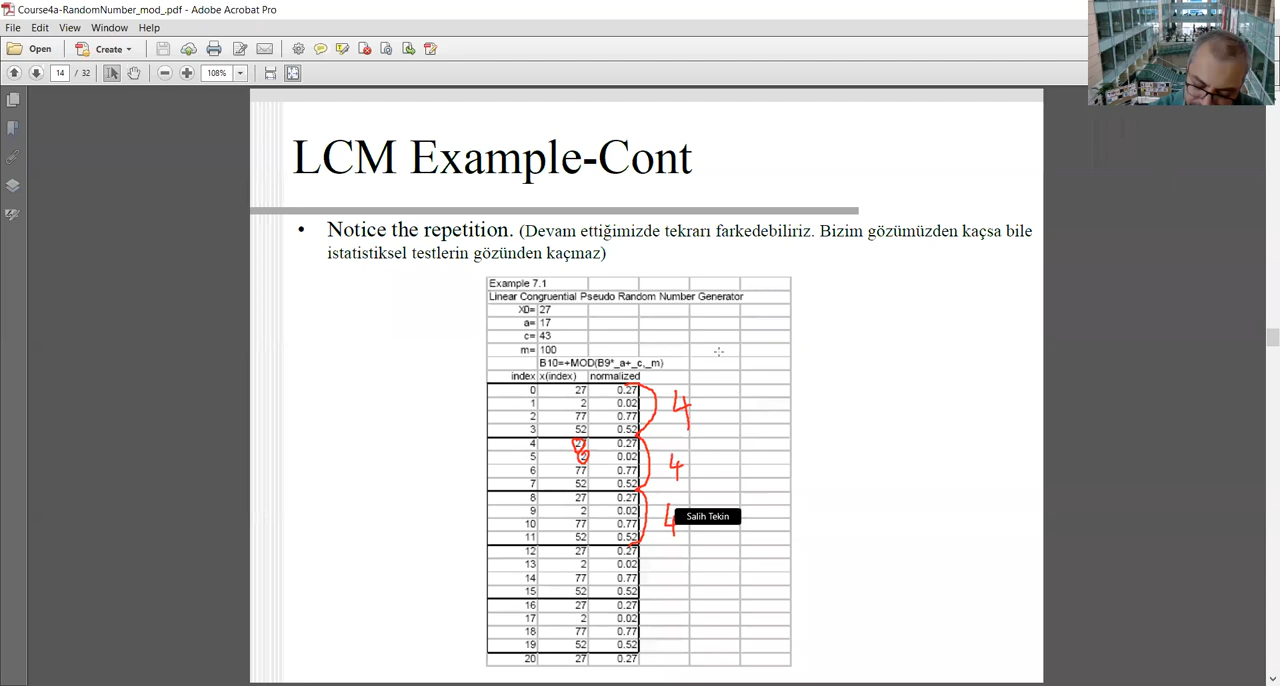 Course4a-RandomNumber_mod_.pdf - Adobe Acrobat Pro
File Edit View Window Help
Open Create
14 / 32 108%
LCM Example-Cont
• Notice the repetition. (Devam ettiğimizde tekrarı farkedebiliriz. Bizim gözümüzden kaçsa bile
istatistiksel testlerin gözünden kaçmaz)
Example 7.1
Linear Congruential Pseudo Random Number Generator
X0= 27
a= 17
c= 43
m= 100
B10=+MOD(B9*_a+_c,_m)
index x(index) normalized
0 27 0.27
1 2 0.02
2 77 0.77
3 52 0.52
4 27 0.27
5 2 0.02
6 77 0.77
7 52 0.52
8 27 0.27
9 2 0.02
10 77 0.77
11 52 0.52
12 27 0.27
13 2 0.02
14 77 0.77
15 52 0.52
16 27 0.27
17 2 0.02
18 77 0.77
19 52 0.52
20 27 0.27
4
4
4
Salih Tekin